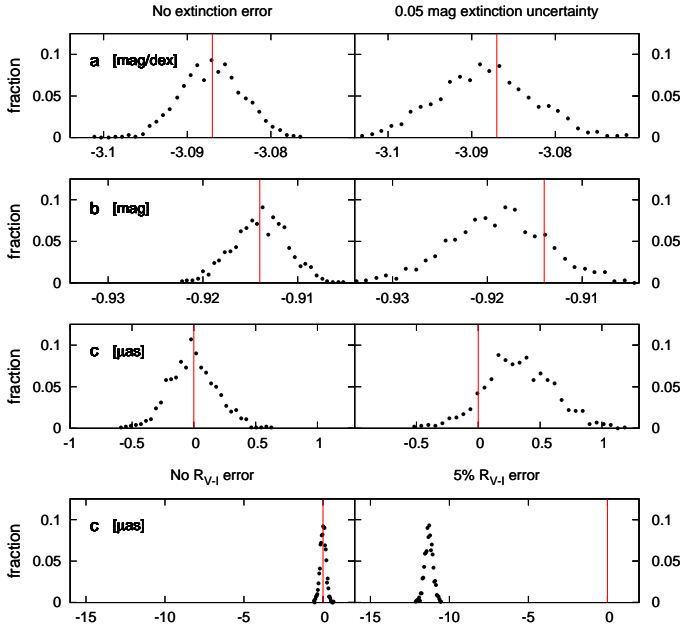 No extinction error 0.05 mag extinction uncertainty
0.1 0.1
a [mag/dex]
fraction
0.05 0.05
0 0
-3.1 -3.09 -3.08 -3.1 -3.09 -3.08
0.1 0.1
b [mag]
fraction
0.05 0.05
0 0
-0.93 -0.92 -0.91 -0.93 -0.92 -0.91
0.1 0.1
c [µas]
fraction
0.05 0.05
0 0
-1 -0.5 0 0.5 1 -0.5 0 0.5 1
No R_V-I error 5% R_V-I error
0.1 0.1
c [µas]
fraction
0.05 0.05
0 0
-15 -10 -5 0 -15 -10 -5 0